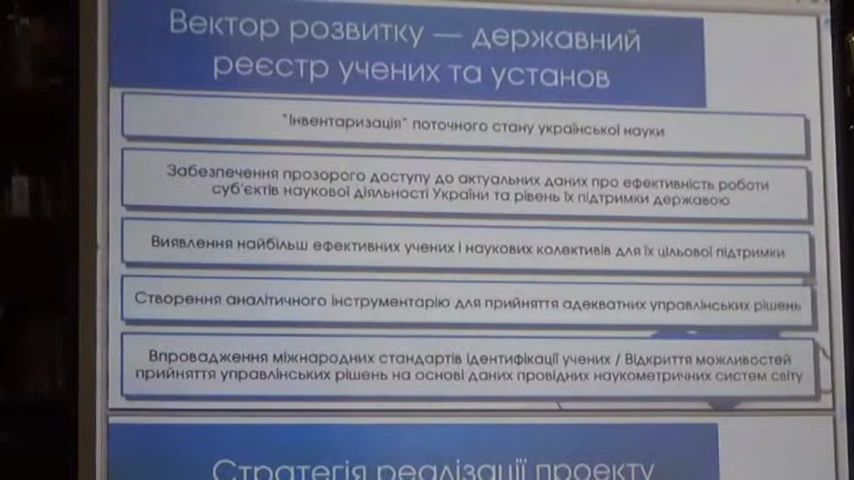 Вектор розвитку — державний
реєстр учених та установ
"Інвентаризація" поточного стану української науки
Забезпечення прозорого доступу до актуальних даних про ефективність роботи
суб'єктів наукової діяльності України та рівень їх підтримки державою
Виявлення найбільш ефективних учених і наукових колективів для їх цільової підтримки
Створення аналітичного інструментарію для прийняття адекватних управлінських рішень
Впровадження міжнародних стандартів ідентифікації учених / Відкриття можливостей
прийняття управлінських рішень на основі даних провідних наукометричних систем світу
Стратегія реалізації проекту